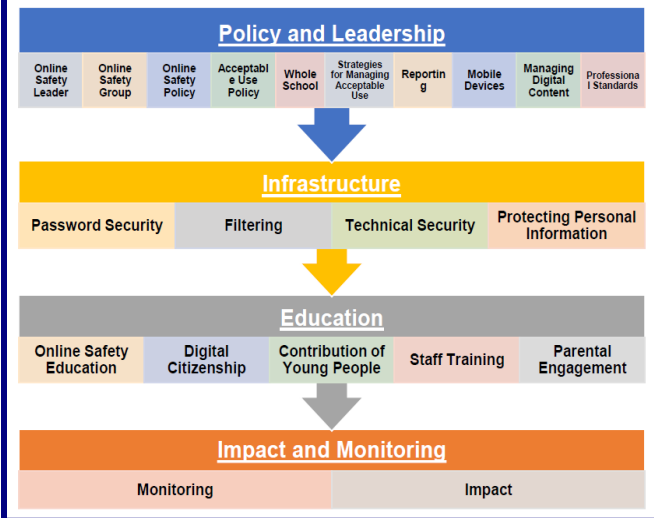 Policy and Leadership
Online
Safety
Leader
Online
Safety
Group
Online
Safety
Policy
Acceptabl
e Use
Policy
Whole
School
Strategies
for Managing
Acceptable
Use
Reportin
g
Mobile
Devices
Managing
Digital
Content
Professiona
l Standards
Infrastructure
Password Security
Filtering
Technical Security
Protecting Personal
Information
Education
Online Safety
Education
Digital
Citizenship
Contribution of
Young People
Staff Training
Parental
Engagement
Impact and Monitoring
Monitoring
Impact